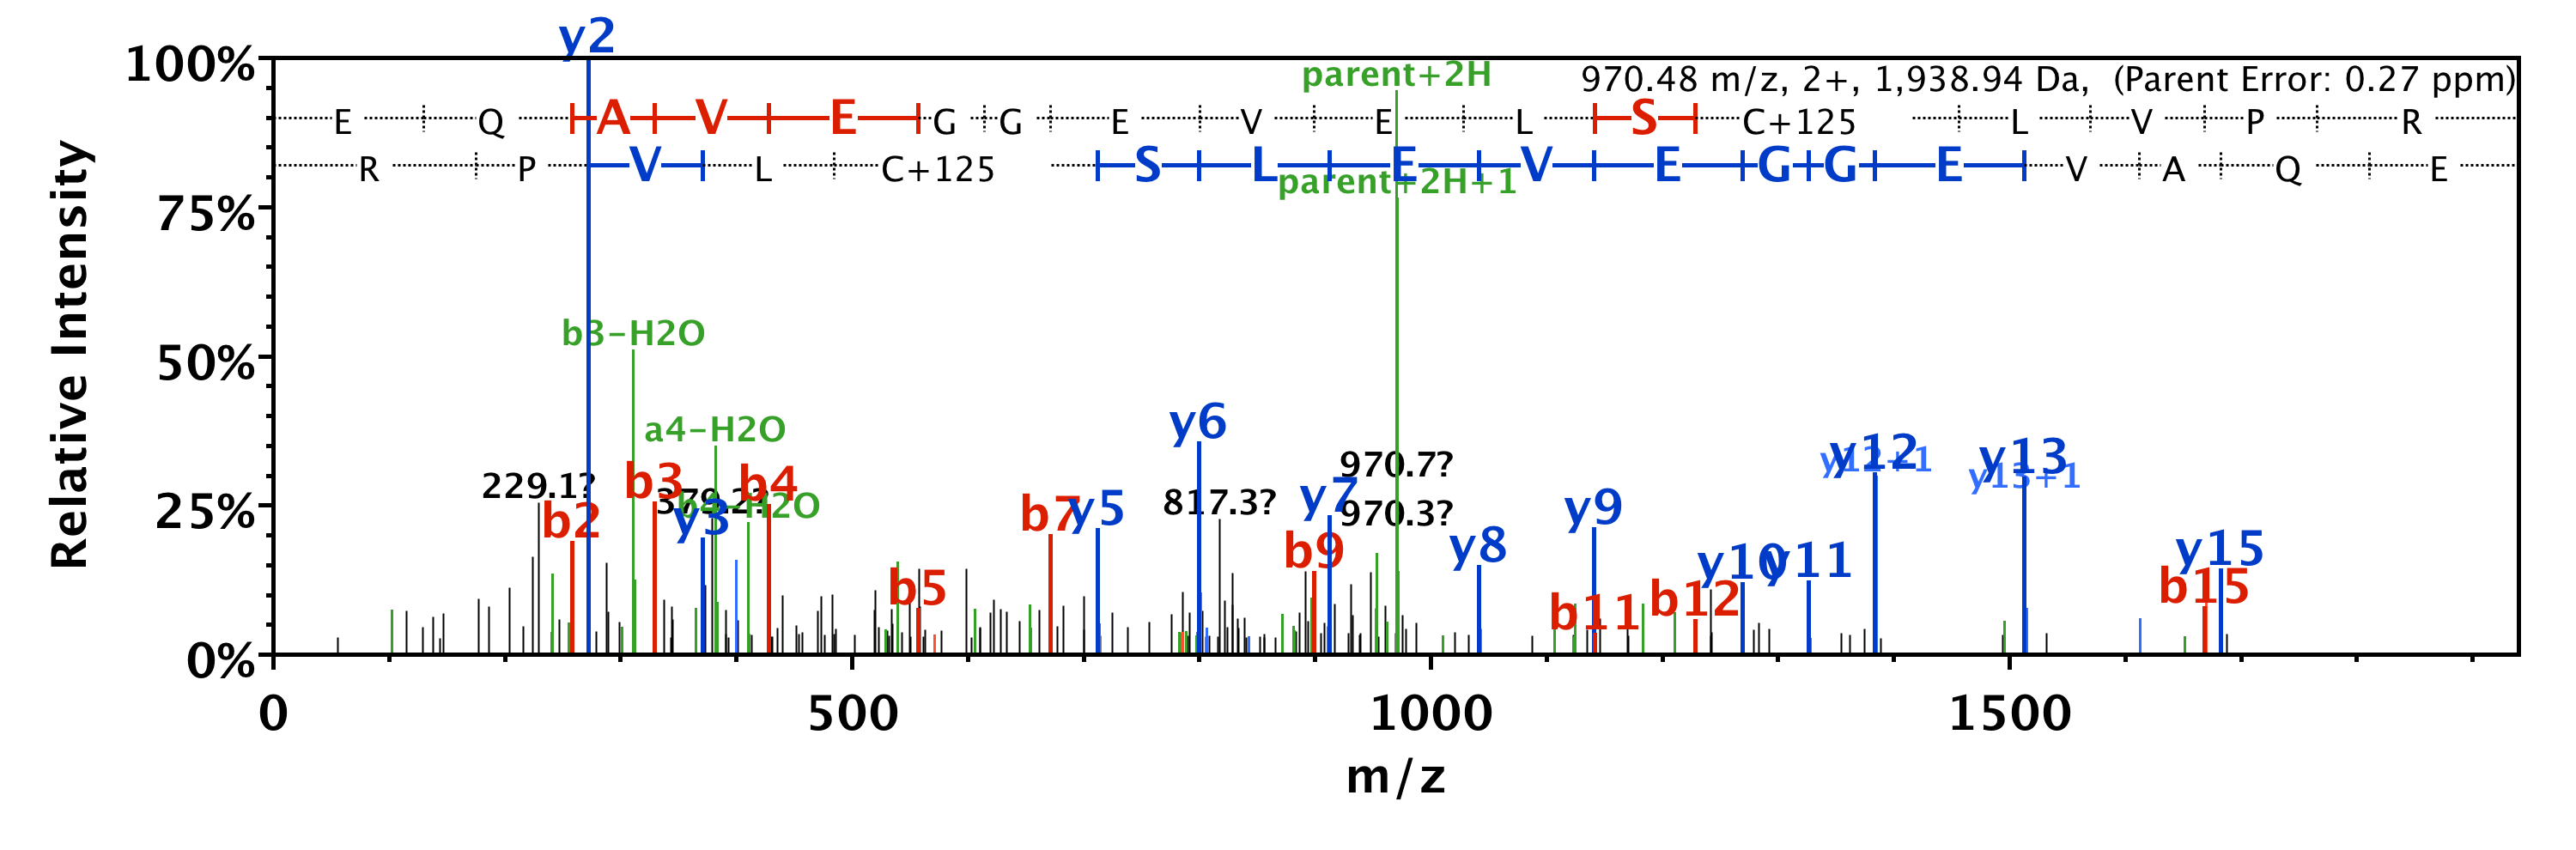 y2
100%
parent+2H
970.48 m/z, 2+, 1,938.94 Da, (Parent Error: 0.27 ppm)
E Q A V E G G E V E L S C+125 L V P R
R P V L C+125 S L E V E G G E V A Q E
parent+2H+1
75%
Relative Intensity
b3-H2O
50%
a4-H2O
y6
y12
y12+1
y13
y13+1
970.7?
229.1?
b3
379.2?
b4
b4-H2O
y3
25%
b2
b7
y5
817.3?
y7
970.3?
y9
b9
y8
y10
y11
y15
b5
b11
b12
b15
0%
0 500 1000 1500
m/z